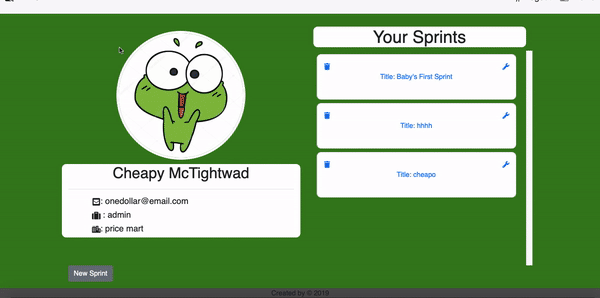 Your Sprints
Title: Baby's First Sprint
Title: hhhh
Title: cheapo
Cheapy McTightwad
: onedollar@email.com
: admin
: price mart
New Sprint
Created by © 2019